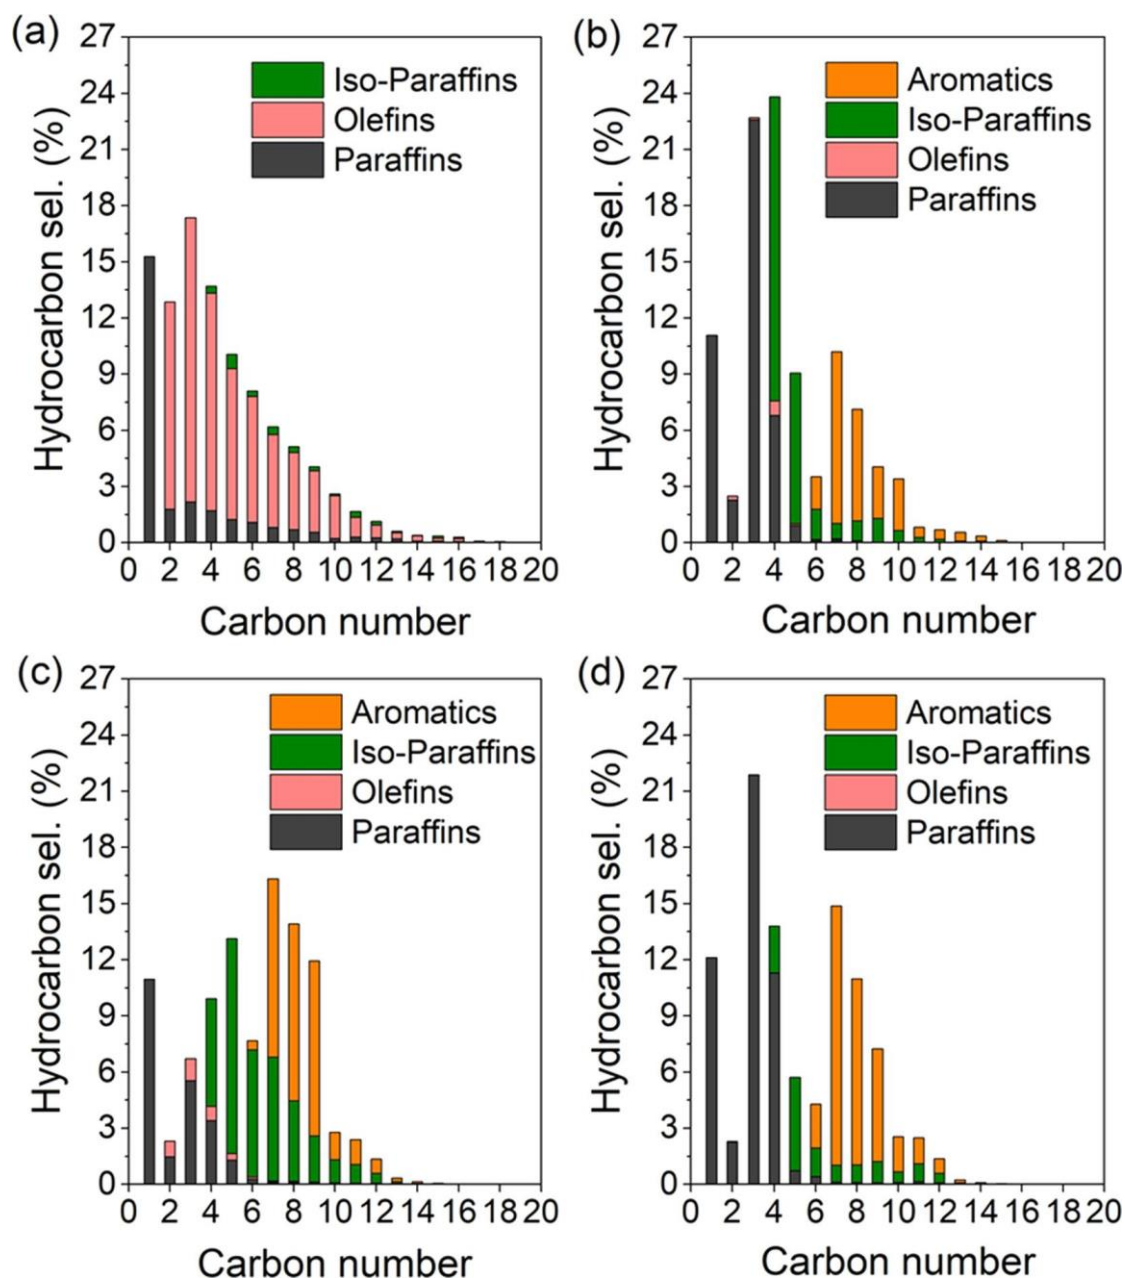 (a)
27
24
21
18
15
12
9
6
3
0
Hydrocarbon sel. (%)
Iso-Paraffins
Olefins
Paraffins
0 2 4 6 8 10 12 14 16 18 20
Carbon number
(b)
27
24
21
18
15
12
9
6
3
0
Hydrocarbon sel. (%)
Aromatics
Iso-Paraffins
Olefins
Paraffins
0 2 4 6 8 10 12 14 16 18 20
Carbon number
(c)
27
24
21
18
15
12
9
6
3
0
Hydrocarbon sel. (%)
Aromatics
Iso-Paraffins
Olefins
Paraffins
0 2 4 6 8 10 12 14 16 18 20
Carbon number
(d)
27
24
21
18
15
12
9
6
3
0
Hydrocarbon sel. (%)
Aromatics
Iso-Paraffins
Olefins
Paraffins
0 2 4 6 8 10 12 14 16 18 20
Carbon number